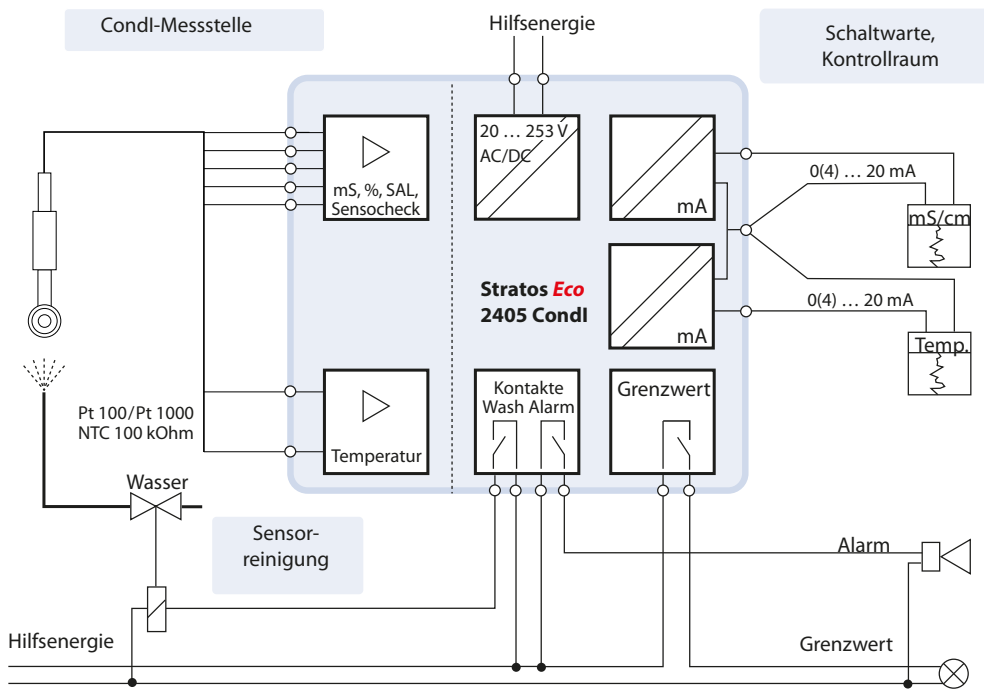 CondI-Messstelle
Hilfsenergie
Schaltwarte,
Kontrollraum
20 … 253 V
AC/DC
mS, %, SAL,
Sensocheck
mA
0(4) … 20 mA
mS/cm
Stratos Eco
2405 CondI
mA
0(4) … 20 mA
Temp.
Pt 100/Pt 1000
NTC 100 kOhm
Temperatur
Kontakte
Wash Alarm
Grenzwert
Wasser
Sensor-
reinigung
Alarm
Hilfsenergie
Grenzwert